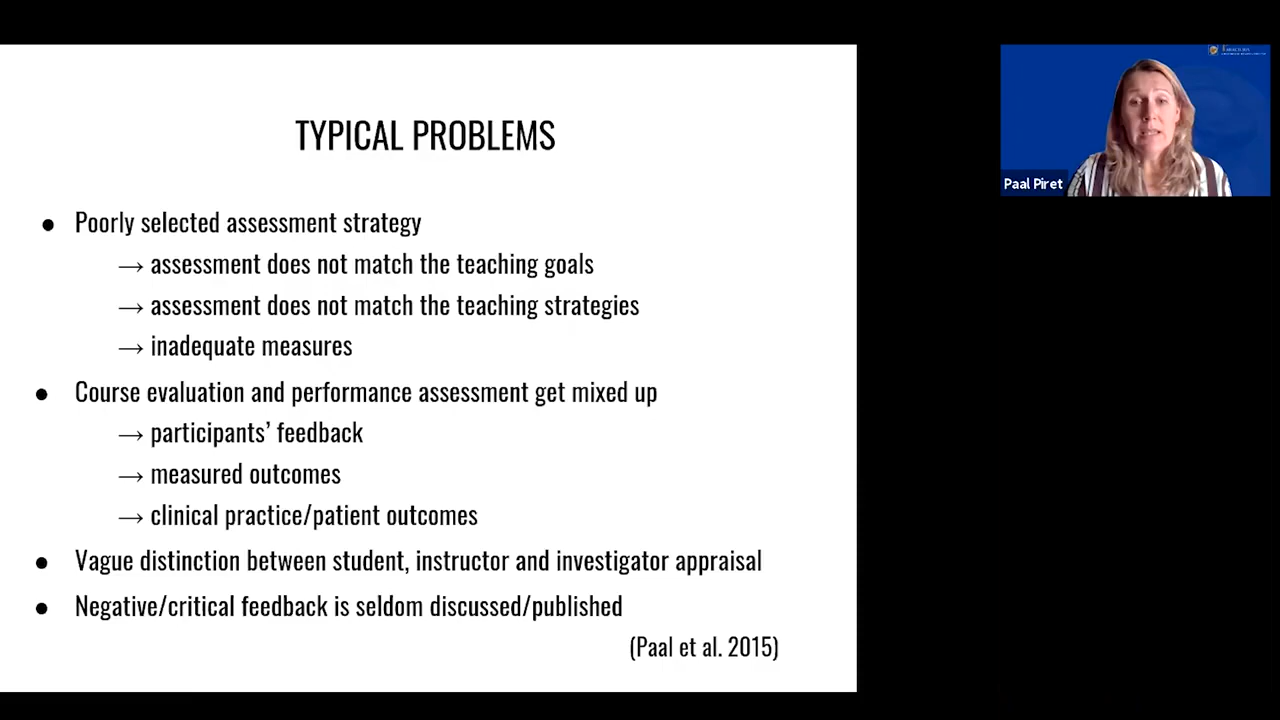 TYPICAL PROBLEMS
● Poorly selected assessment strategy
→ assessment does not match the teaching goals
→ assessment does not match the teaching strategies
→ inadequate measures
● Course evaluation and performance assessment get mixed up
→ participants’ feedback
→ measured outcomes
→ clinical practice/patient outcomes
● Vague distinction between student, instructor and investigator appraisal
● Negative/critical feedback is seldom discussed/published
(Paal et al. 2015)
Paal Piret